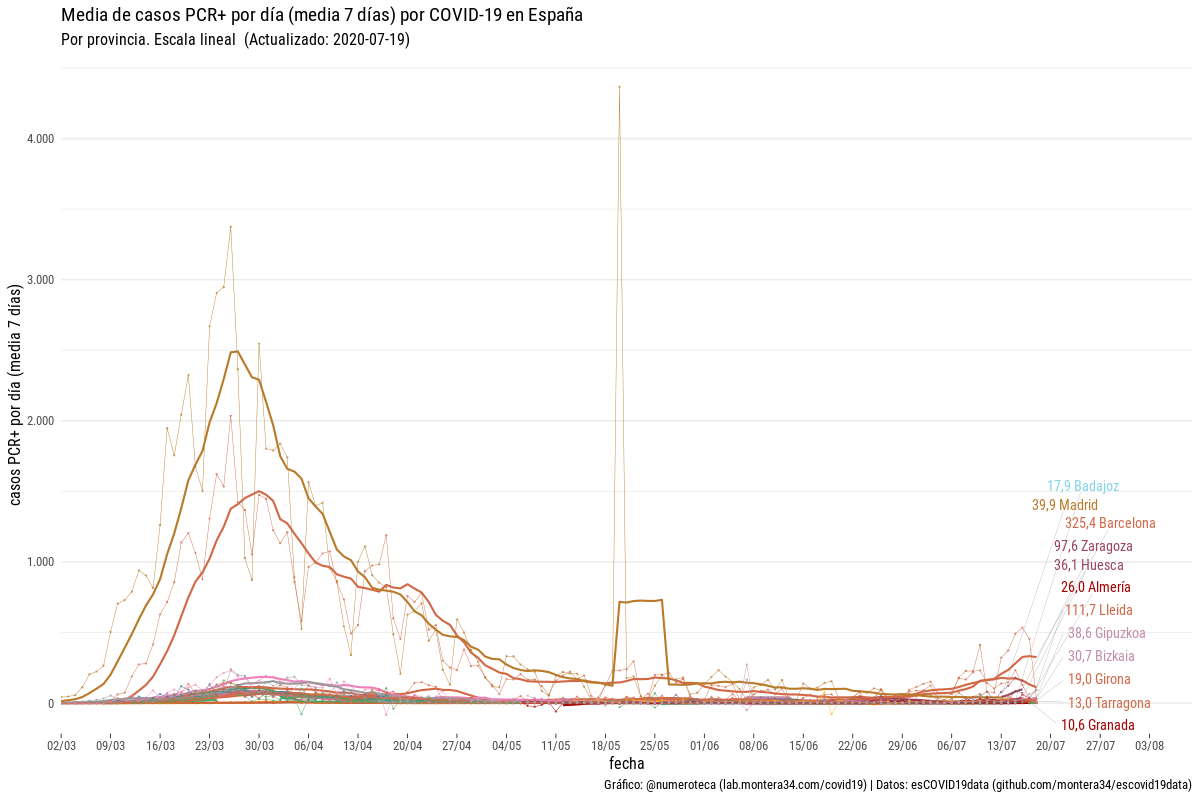 Media de casos PCR+ por día (media 7 días) por COVID-19 en España
Por provincia. Escala lineal (Actualizado: 2020-07-19)
casos PCR+ por día (media 7 días)
4.000
3.000
2.000
1.000
0
17,9 Badajoz
39,9 Madrid
325,4 Barcelona
97,6 Zaragoza
36,1 Huesca
26,0 Almería
111,7 Lleida
38,6 Gipuzkoa
30,7 Bizkaia
19,0 Girona
13,0 Tarragona
10,6 Granada
02/03 09/03 16/03 23/03 30/03 06/04 13/04 20/04 27/04 04/05 11/05 18/05 25/05 01/06 08/06 15/06 22/06 29/06 06/07 13/07 20/07 27/07 03/08
fecha
Gráfico: @numeroteca (lab.montera34.com/covid19) | Datos: esCOVID19data (github.com/montera34/escovid19data)